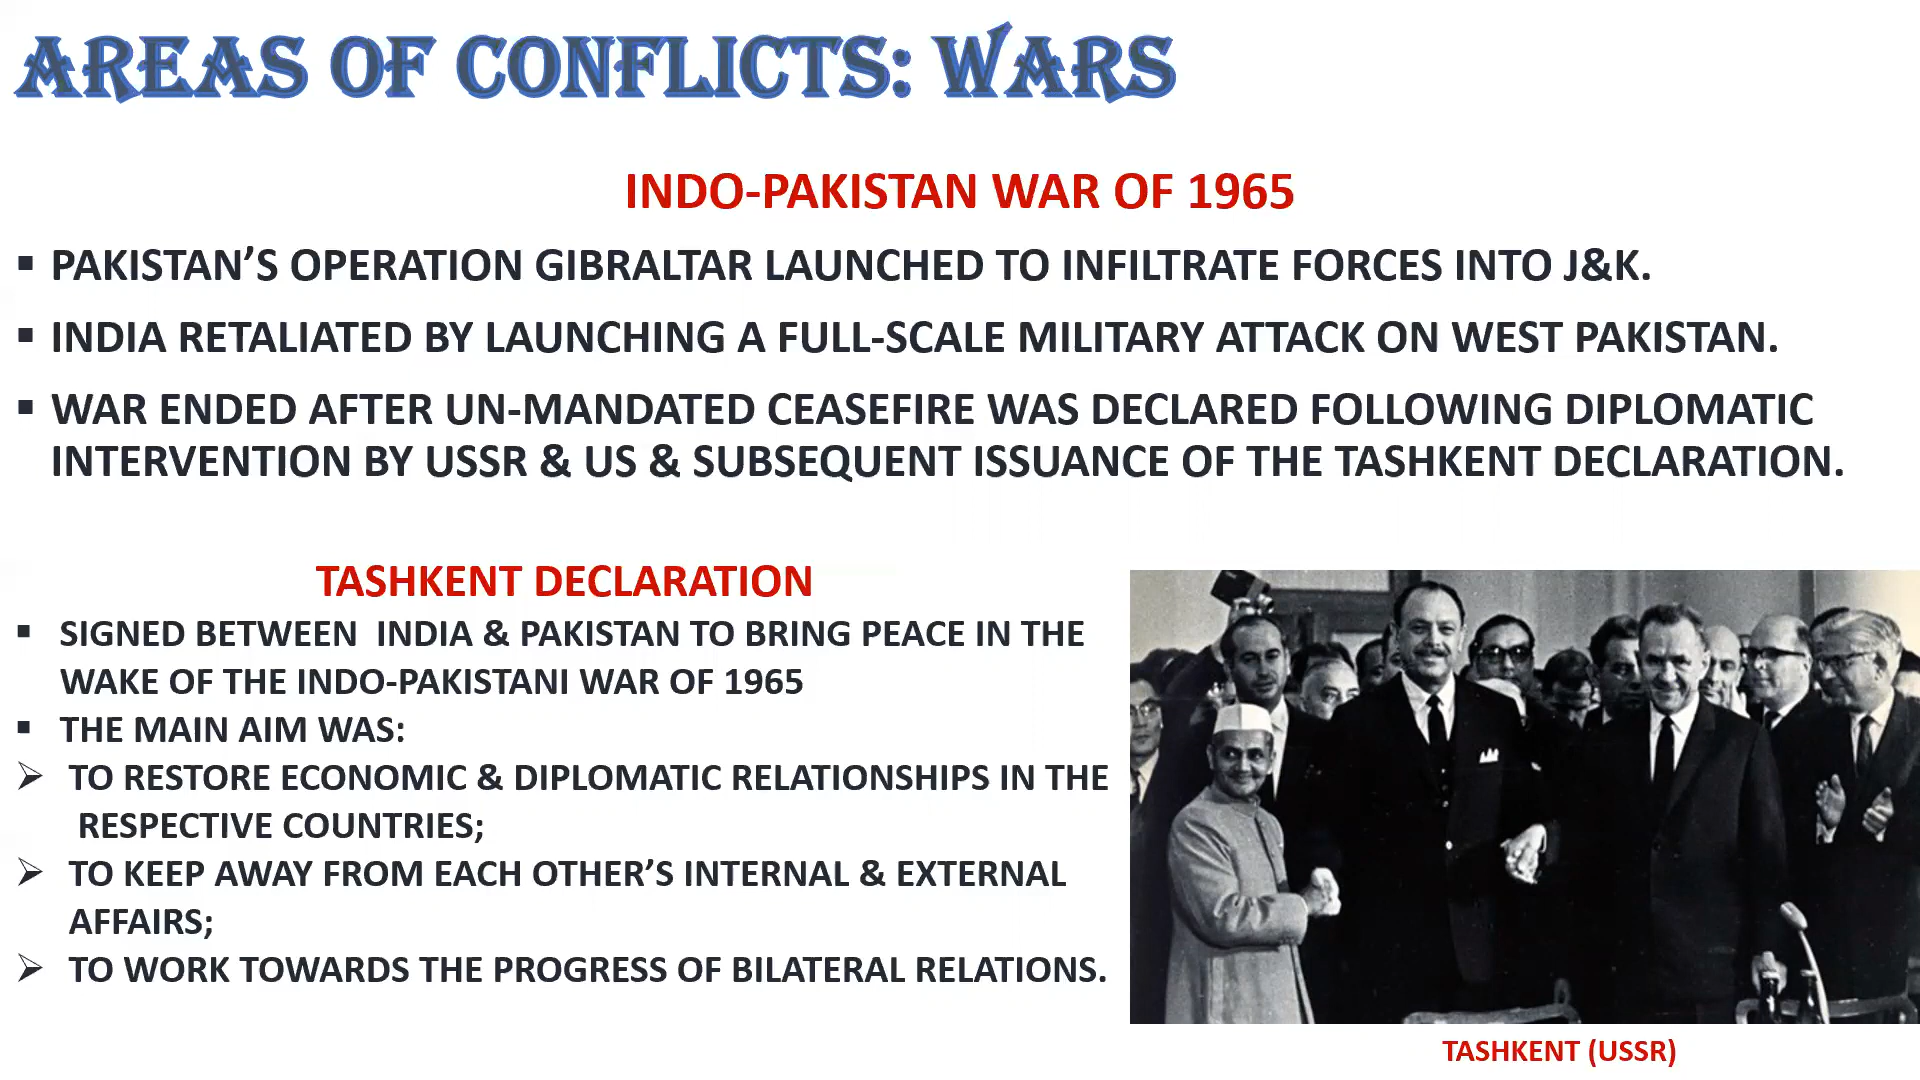 AREAS OF CONFLICTS: WARS
INDO-PAKISTAN WAR OF 1965
▪ PAKISTAN’S OPERATION GIBRALTAR LAUNCHED TO INFILTRATE FORCES INTO J&K.
▪ INDIA RETALIATED BY LAUNCHING A FULL-SCALE MILITARY ATTACK ON WEST PAKISTAN.
▪ WAR ENDED AFTER UN-MANDATED CEASEFIRE WAS DECLARED FOLLOWING DIPLOMATIC
INTERVENTION BY USSR & US & SUBSEQUENT ISSUANCE OF THE TASHKENT DECLARATION.
TASHKENT DECLARATION
▪ SIGNED BETWEEN INDIA & PAKISTAN TO BRING PEACE IN THE
WAKE OF THE INDO-PAKISTANI WAR OF 1965
▪ THE MAIN AIM WAS:
➢ TO RESTORE ECONOMIC & DIPLOMATIC RELATIONSHIPS IN THE
RESPECTIVE COUNTRIES;
➢ TO KEEP AWAY FROM EACH OTHER’S INTERNAL & EXTERNAL
AFFAIRS;
➢ TO WORK TOWARDS THE PROGRESS OF BILATERAL RELATIONS.
TASHKENT (USSR)